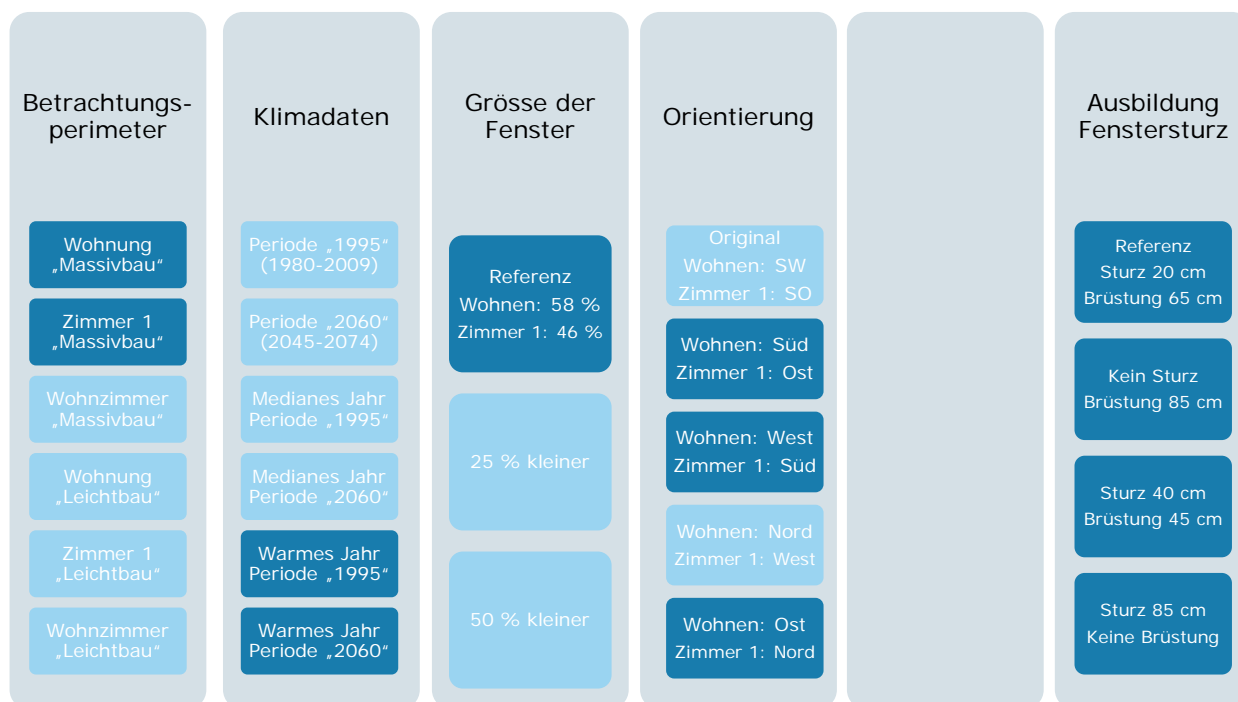 Betrachtungs-
perimeter
Wohnung
„Massivbau“
Zimmer 1
„Massivbau“
Wohnzimmer
„Massivbau“
Wohnung
„Leichtbau“
Zimmer 1
„Leichtbau“
Wohnzimmer
„Leichtbau“
Klimadaten
Periode „1995“
(1980-2009)
Periode „2060“
(2045-2074)
Medianes Jahr
Periode „1995“
Medianes Jahr
Periode „2060“
Warmes Jahr
Periode „1995“
Warmes Jahr
Periode „2060“
Grösse der
Fenster
Referenz
Wohnen: 58 %
Zimmer 1: 46 %
25 % kleiner
50 % kleiner
Orientierung
Original
Wohnen: SW
Zimmer 1: SO
Wohnen: Süd
Zimmer 1: Ost
Wohnen: West
Zimmer 1: Süd
Wohnen: Nord
Zimmer 1: West
Wohnen: Ost
Zimmer 1: Nord
Ausbildung
Fenstersturz
Referenz
Sturz 20 cm
Brüstung 65 cm
Kein Sturz
Brüstung 85 cm
Sturz 40 cm
Brüstung 45 cm
Sturz 85 cm
Keine Brüstung